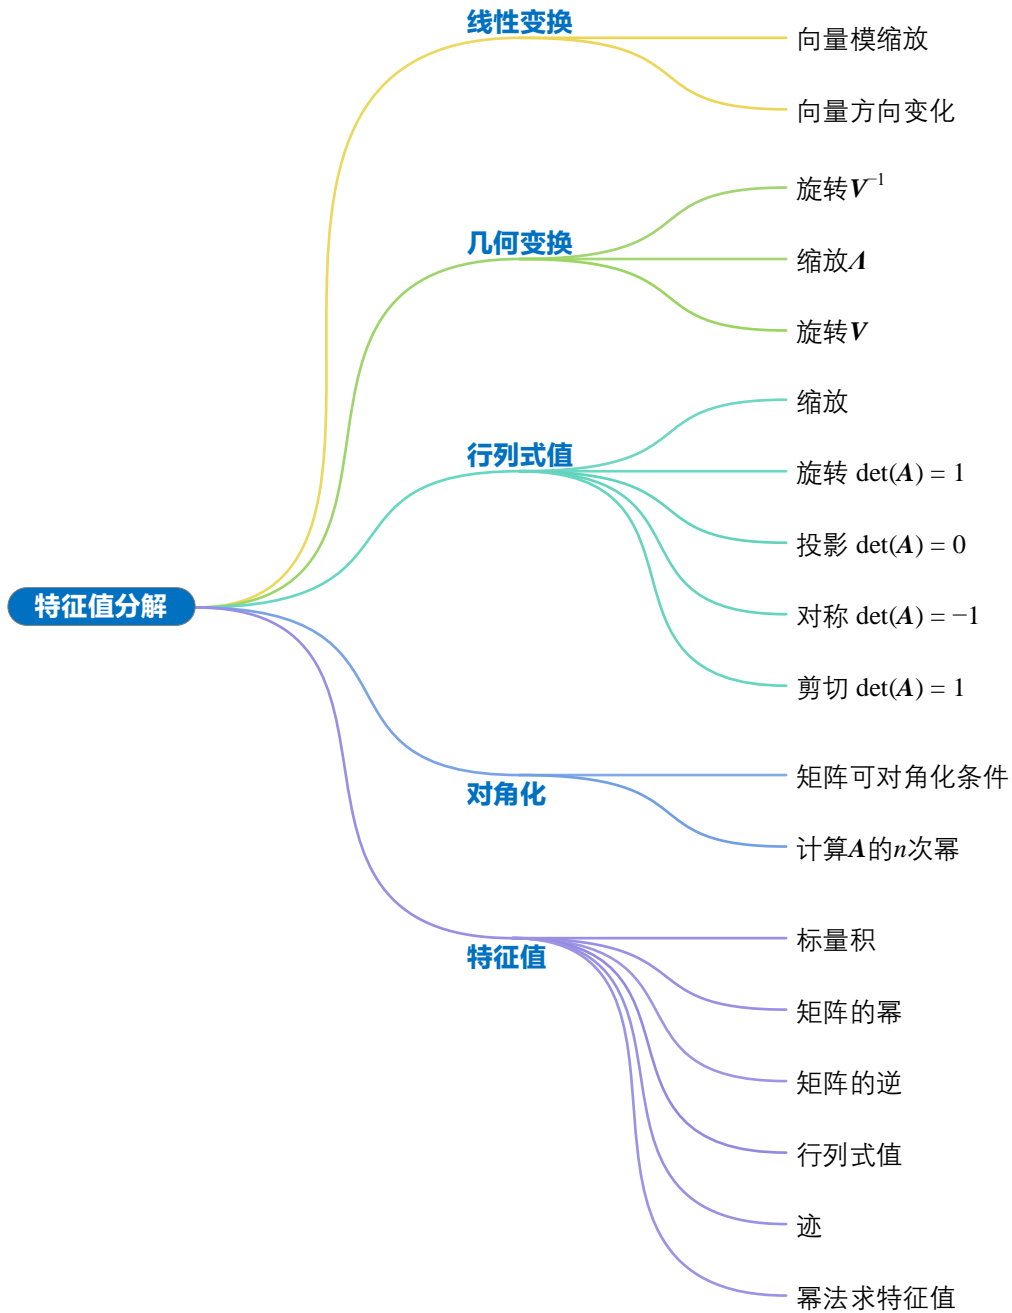 特征值分解
线性变换
向量模缩放
向量方向变化
几何变换
旋转V⁻¹
缩放Λ
旋转V
行列式值
缩放
旋转 det(A) = 1
投影 det(A) = 0
对称 det(A) = −1
剪切 det(A) = 1
对角化
矩阵可对角化条件
计算A的n次幂
特征值
标量积
矩阵的幂
矩阵的逆
行列式值
迹
幂法求特征值